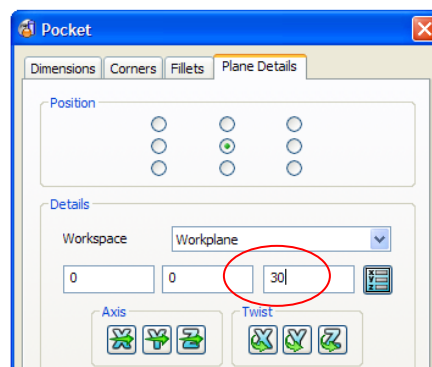 Pocket
Dimensions Corners Fillets Plane Details
Position
Details
Workspace Workplane
0 0 30
Axis Twist
X Y Z X Y Z